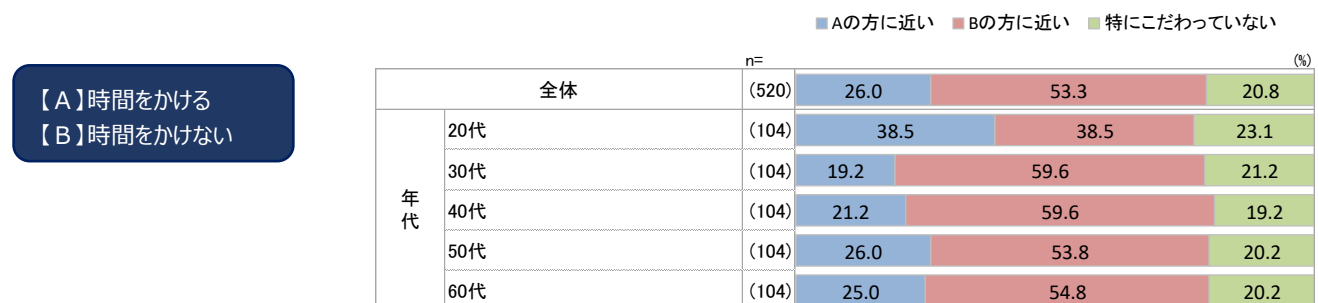 Aの方に近い Bの方に近い 特にこだわっていない
n= (%)
【A】時間をかける
【B】時間をかけない
全体 (520) 26.0 53.3 20.8
年代
20代 (104) 38.5 38.5 23.1
30代 (104) 19.2 59.6 21.2
40代 (104) 21.2 59.6 19.2
50代 (104) 26.0 53.8 20.2
60代 (104) 25.0 54.8 20.2